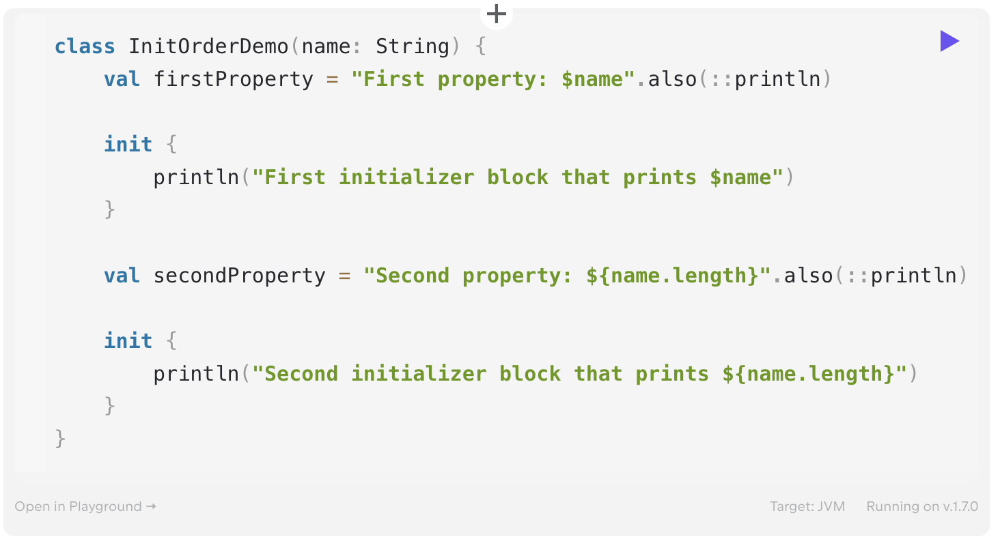 class InitOrderDemo(name: String) {
    val firstProperty = "First property: $name".also(::println)
    init {
        println("First initializer block that prints $name")
    }
    val secondProperty = "Second property: ${name.length}".also(::println)
    init {
        println("Second initializer block that prints ${name.length}")
    }
}
Open in Playground → Target: JVM Running on v.1.7.0